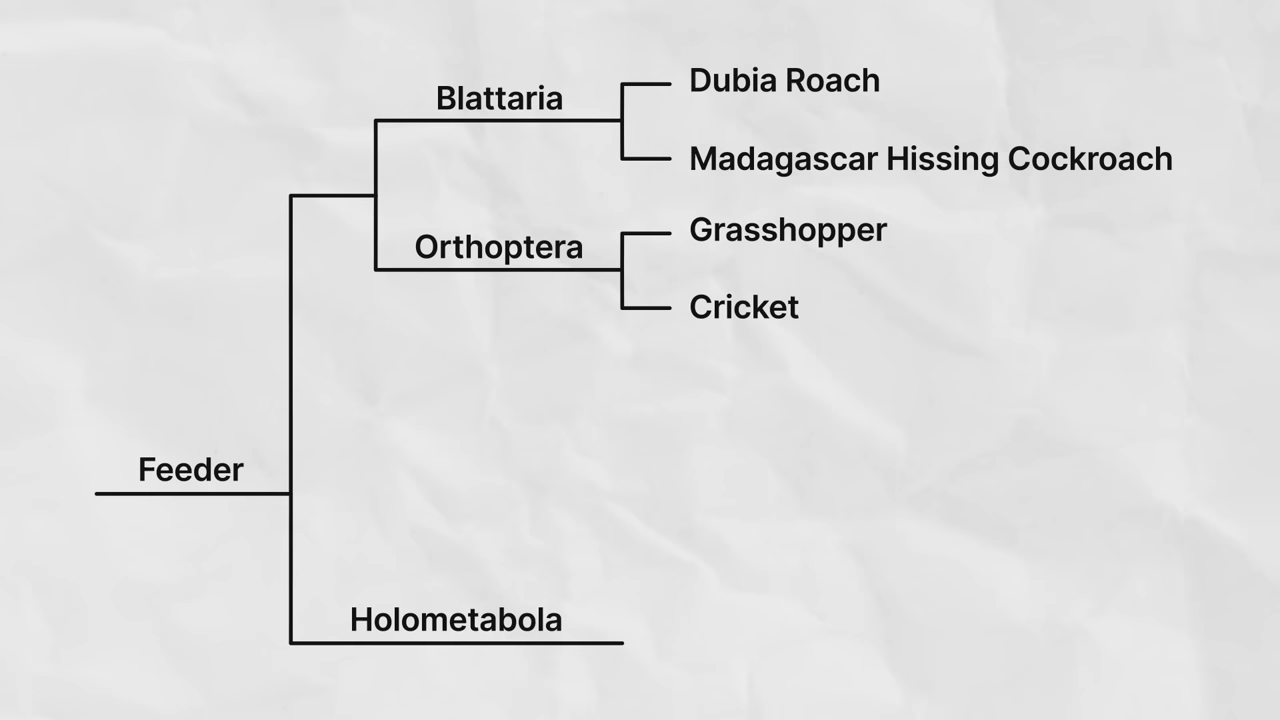 Blattaria
Dubia Roach
Madagascar Hissing Cockroach
Orthoptera
Grasshopper
Cricket
Feeder
Holometabola